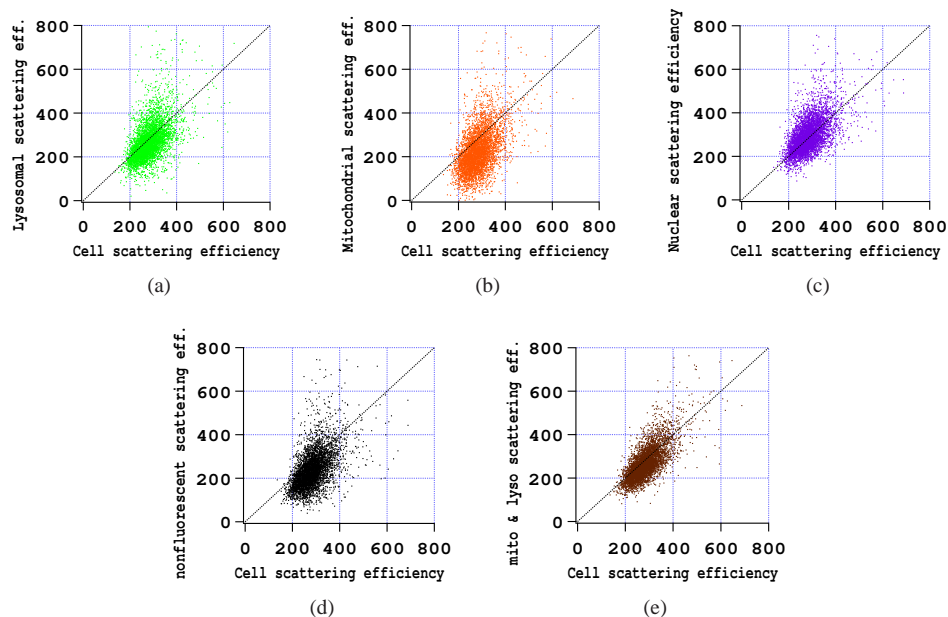 Lysosomal scattering eff.
800
600
400
200
0
0 200 400 600 800
Cell scattering efficiency
(a)
Mitochondrial scattering eff.
800
600
400
200
0
0 200 400 600 800
Cell scattering efficiency
(b)
Nuclear scattering efficiency
800
600
400
200
0
0 200 400 600 800
Cell scattering efficiency
(c)
nonfluorescent scattering eff.
800
600
400
200
0
0 200 400 600 800
Cell scattering efficiency
(d)
mito & lyso scattering eff.
800
600
400
200
0
0 200 400 600 800
Cell scattering efficiency
(e)